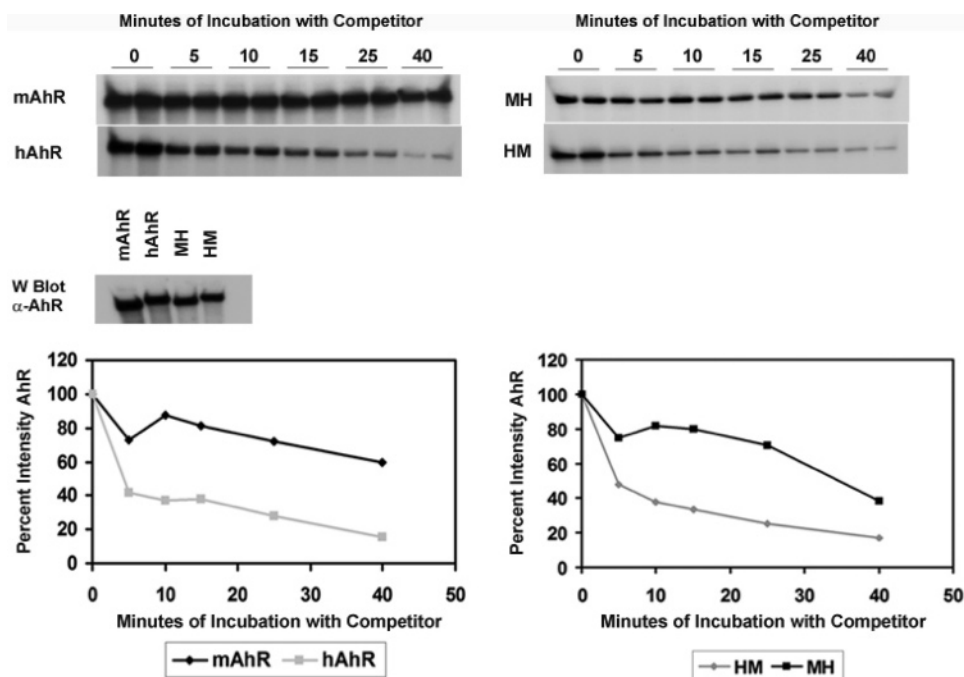 Minutes of Incubation with Competitor
0 5 10 15 25 40
mAhR
hAhR
Minutes of Incubation with Competitor
0 5 10 15 25 40
MH
HM
mAhR
hAhR
MH
HM
W Blot
α-AhR
Percent Intensity AhR
120
100
80
60
40
20
0
0 10 20 30 40 50
Minutes of Incubation with Competitor
mAhR hAhR
Percent Intensity AhR
120
100
80
60
40
20
0
0 10 20 30 40 50
Minutes of Incubation with Competitor
HM MH